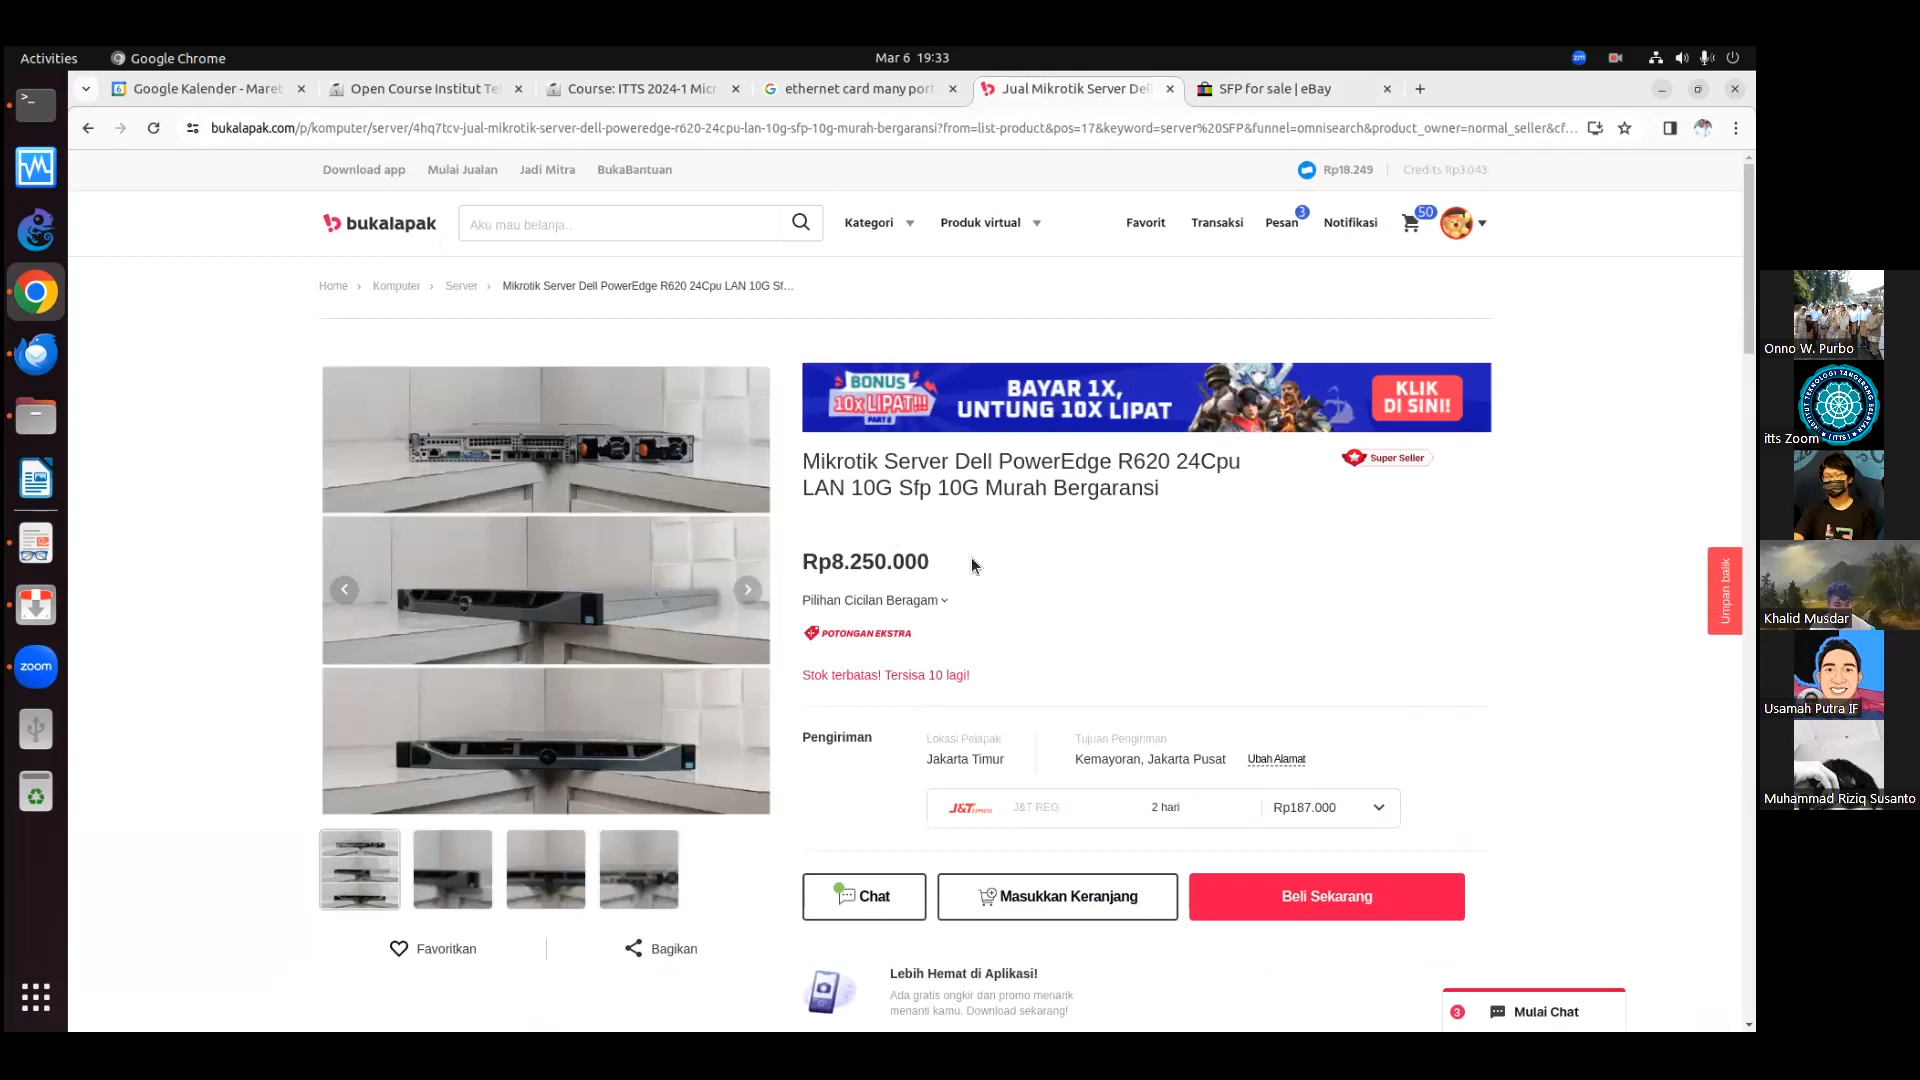 Activities
Google Chrome
Mar 6 19:33
zm
Google Kalender - Maret
Open Course Institut Te
Course: ITTS 2024-1 Micr
ethernet card many port
Jual Mikrotik Server Dell
SFP for sale | eBay
bukalapak.com/p/komputer/server/4hq7tcv-jual-mikrotik-server-dell-poweredge-r620-24cpu-lan-10g-sfp-10g-murah-bergaransi?from=list-product&pos=17&keyword=server%20SFP&funnel=omnisearch&product_owner=normal_seller&cf...
Download app
Mulai Jualan
Jadi Mitra
BukaBantuan
Rp18.249
Credits Rp3.043
bukalapak
Aku mau belanja..
Kategori
Produk virtual
Favorit
Transaksi
Pesan
3
Notifikasi
50
Home › Komputer › Server › Mikrotik Server Dell PowerEdge R620 24Cpu LAN 10G Sf...
BONUS
10x LIPAT!!!
PART 2
BAYAR 1X,
UNTUNG 10X LIPAT
KLIK
DI SINI!
Mikrotik Server Dell PowerEdge R620 24Cpu
LAN 10G Sfp 10G Murah Bergaransi
Super Seller
Rp8.250.000
Pilihan Cicilan Beragam
POTONGAN EKSTRA
Stok terbatas! Tersisa 10 lagi!
Pengiriman
Lokasi Pelapak
Jakarta Timur
Tujuan Pengiriman
Kemayoran, Jakarta Pusat
Ubah Alamat
J&T EXPRESS
J&T REG
2 hari
Rp187.000
Chat
Masukkan Keranjang
Beli Sekarang
Favoritkan
Bagikan
Lebih Hemat di Aplikasi!
Ada gratis ongkir dan promo menarik
menanti kamu. Download sekarang!
3
Mulai Chat
Umpan balik
zoom
Onno W. Purbo
INSTITUT TEKNOLOGI TANGERANG SELATAN
(ITTS)
itts Zoom
Khalid Musdar
Usamah Putra IF
Muhammad Riziq Susanto